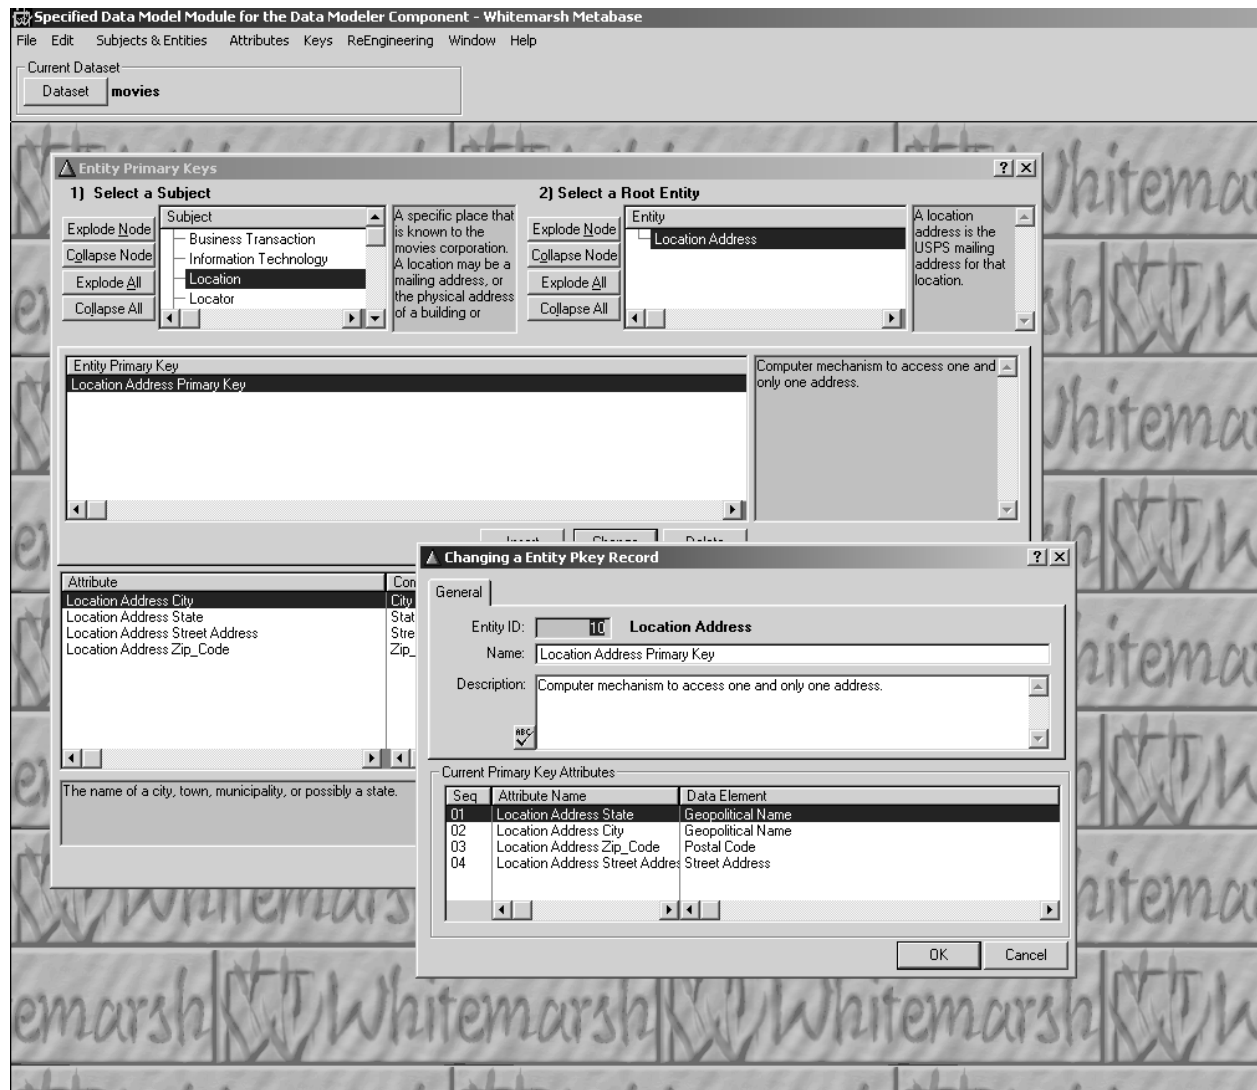 Specified Data Model Module for the Data Modeler Component - Whitemarsh Metabase
File Edit Subjects & Entities Attributes Keys ReEngineering Window Help
Current Dataset
Dataset movies
Entity Primary Keys
1) Select a Subject
2) Select a Root Entity
Explode Node
Collapse Node
Explode All
Collapse All
Subject
Business Transaction
Information Technology
Location
Locator
A specific place that
is known to the
movies corporation.
A location may be a
mailing address, or
the physical address
of a building or
Explode Node
Collapse Node
Explode All
Collapse All
Entity
Location Address
A location
address is the
USPS mailing
address for that
location.
Entity Primary Key
Location Address Primary Key
Computer mechanism to access one and
only one address.
Insert Change Delete
Attribute Con
Location Address City City
Location Address State Stat
Location Address Street Address Stre
Location Address Zip_Code Zip_
The name of a city, town, municipality, or possibly a state.
Changing a Entity Pkey Record
General
Entity ID: 10 Location Address
Name: Location Address Primary Key
Description: Computer mechanism to access one and only one address.
ABC
Current Primary Key Attributes
Seq Attribute Name Data Element
01 Location Address State Geopolitical Name
02 Location Address City Geopolitical Name
03 Location Address Zip_Code Postal Code
04 Location Address Street Addres Street Address
OK Cancel
Whitemarsh
Whitemarsh